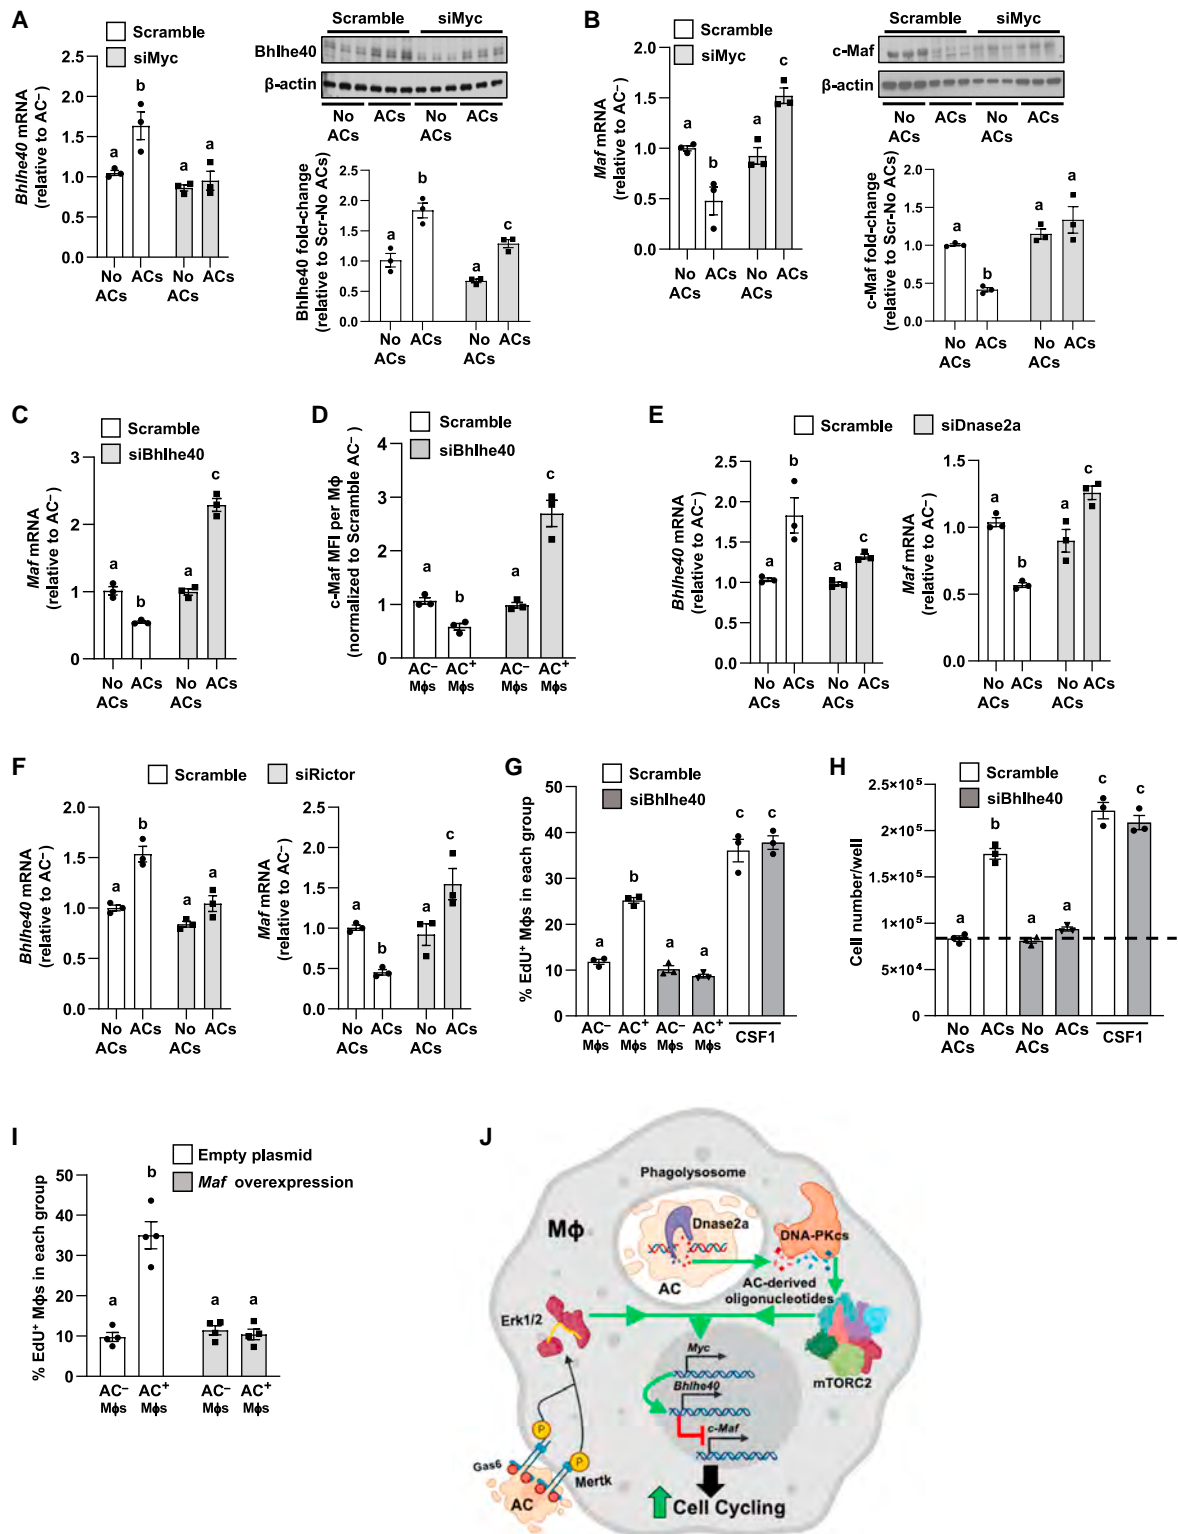 A
Scramble
siMyc
Bhlhe40 mRNA
(relative to AC−)
2.0
1.5
1.0
0.5
0.0
a
b
a
a
No
ACs
ACs
No
ACs
ACs
Scramble
siMyc
Bhlhe40
β-actin
No
ACs
ACs
No
ACs
ACs
Bhlhe40 fold-change
(relative to Scr-No ACs)
2.5
2.0
1.5
1.0
0.5
0.0
a
b
a
c
No
ACs
ACs
No
ACs
ACs
B
Scramble
siMyc
Maf mRNA
(relative to AC−)
2.0
1.5
1.0
0.5
0.0
a
b
a
c
No
ACs
ACs
No
ACs
ACs
Scramble
siMyc
c-Maf
β-actin
No
ACs
ACs
No
ACs
ACs
c-Maf fold-change
(relative to Scr-No ACs)
2.0
1.5
1.0
0.5
0.0
a
b
a
a
No
ACs
ACs
No
ACs
ACs
C
Scramble
siBhlhe40
Maf mRNA
(relative to AC−)
3
2
1
0
a
b
a
c
No
ACs
ACs
No
ACs
ACs
D
Scramble
siBhlhe40
c-Maf MFI per Mϕ
(normalized to Scramble AC−)
4
3
2
1
0
a
b
a
c
AC− AC+ AC− AC+
Mϕs Mϕs Mϕs Mϕs
E
Scramble
siDnase2a
Bhlhe40 mRNA
(relative to AC−)
2.5
2.0
1.5
1.0
0.5
0.0
a
b
a
c
No
ACs
ACs
No
ACs
ACs
Maf mRNA
(relative to AC−)
1.5
1.0
0.5
0.0
a
b
a
c
No
ACs
ACs
No
ACs
ACs
F
Scramble
siRictor
Bhlhe40 mRNA
(relative to AC−)
2.0
1.5
1.0
0.5
0.0
a
b
a
a
No
ACs
ACs
No
ACs
ACs
Maf mRNA
(relative to AC−)
2.0
1.5
1.0
0.5
0.0
a
b
a
c
No
ACs
ACs
No
ACs
ACs
G
Scramble
siBhlhe40
% EdU+ Mϕs in each group
50
40
30
20
10
0
a
b
a
a
c
c
AC− AC+ AC− AC+
Mϕs Mϕs Mϕs Mϕs
CSF1
H
Scramble
siBhlhe40
Cell number/well
2.5×10⁵
2×10⁵
1.5×10⁵
1×10⁵
5×10⁴
0
a
b
a
a
c
c
No
ACs
ACs
No
ACs
ACs
CSF1
I
Empty plasmid
Maf overexpression
% EdU+ Mϕs in each group
50
40
30
20
10
0
a
b
a
a
AC− AC+ AC− AC+
Mϕs Mϕs Mϕs Mϕs
J
Phagolysosome
Mϕ
Dnase2a
DNA-PKcs
AC
AC-derived
oligonucleotides
Erk1/2
Myc
Bhlhe40
c-Maf
mTORC2
P
P
Gas6
Mertk
AC
Cell Cycling